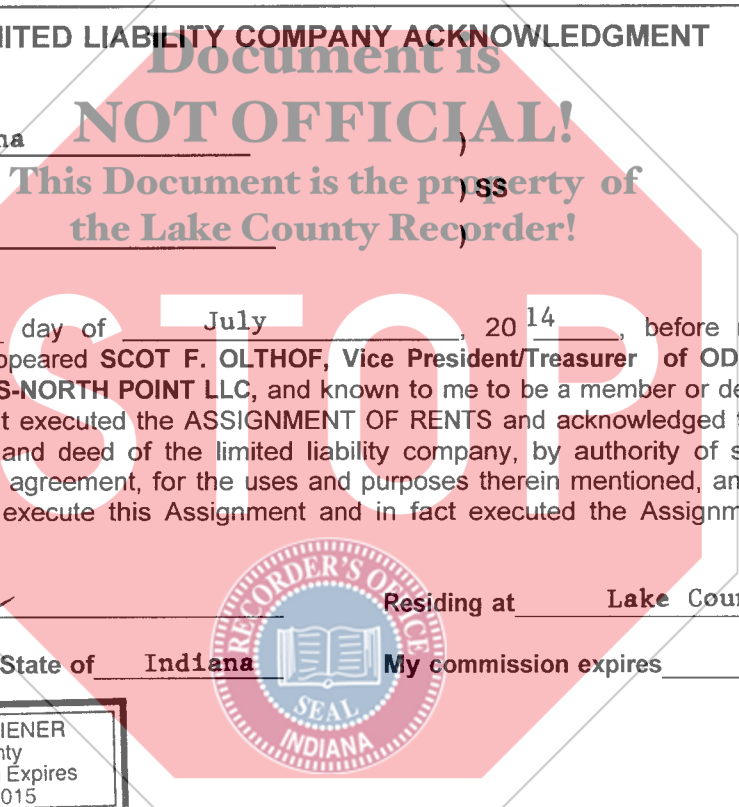 MITED LIABILITY COMPANY ACKNOWLEDGMENT
Document is
NOT OFFICIAL!
na )
This Document is the property of
) SS
the Lake County Recorder!
)
STOP
day of July , 20 14 , before
ppeared SCOT F. OLTHOF, Vice President/Treasurer of OD
S-NORTH POINT LLC, and known to me to be a member or de
t executed the ASSIGNMENT OF RENTS and acknowledged
and deed of the limited liability company, by authority of s
agreement, for the uses and purposes therein mentioned, an
execute this Assignment and in fact executed the Assignm
RECORDER'S OFFICE
Residing at Lake Cour
State of Indiana
My commission expires
SEAL
INDIANA
IENER
nty
Expires
015